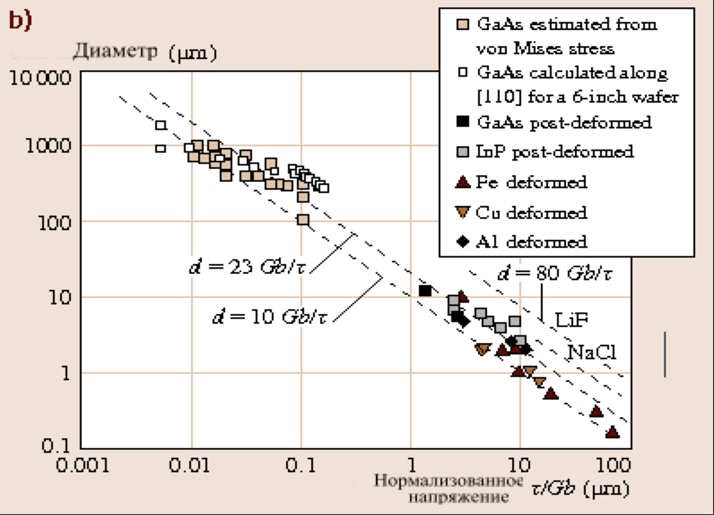 b)
GaAs estimated from
von Mises stress
GaAs calculated along
[110] for a 6-inch wafer
GaAs post-deformed
InP post-deformed
Fe deformed
Cu deformed
Al deformed
Диаметр (μm)
10 000
1000
100
10
1
0.1
d = 23 Gb/τ
d = 10 Gb/τ
d = 80 Gb/τ
LiF
NaCl
0.001 0.01 0.1 1 10 100
Нормализованное
напряжение τ/Gb (μm)